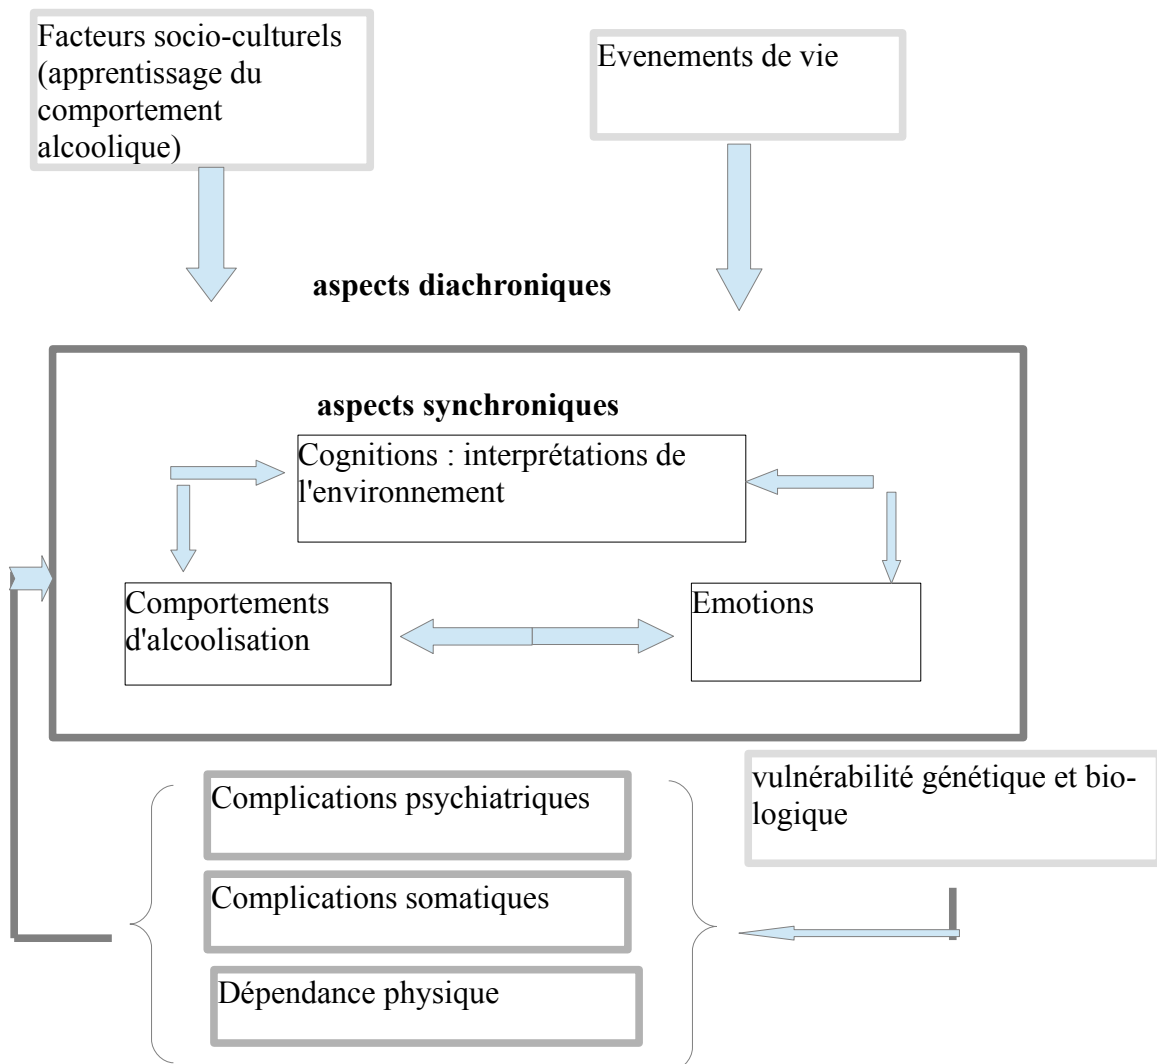 Facteurs socio-culturels
(apprentissage du
comportement
alcoolique)
Evenements de vie
aspects diachroniques
aspects synchroniques
Cognitions : interprétations de
l'environnement
Comportements
d'alcoolisation
Emotions
vulnérabilité génétique et bio-
logique
Complications psychiatriques
Complications somatiques
Dépendance physique